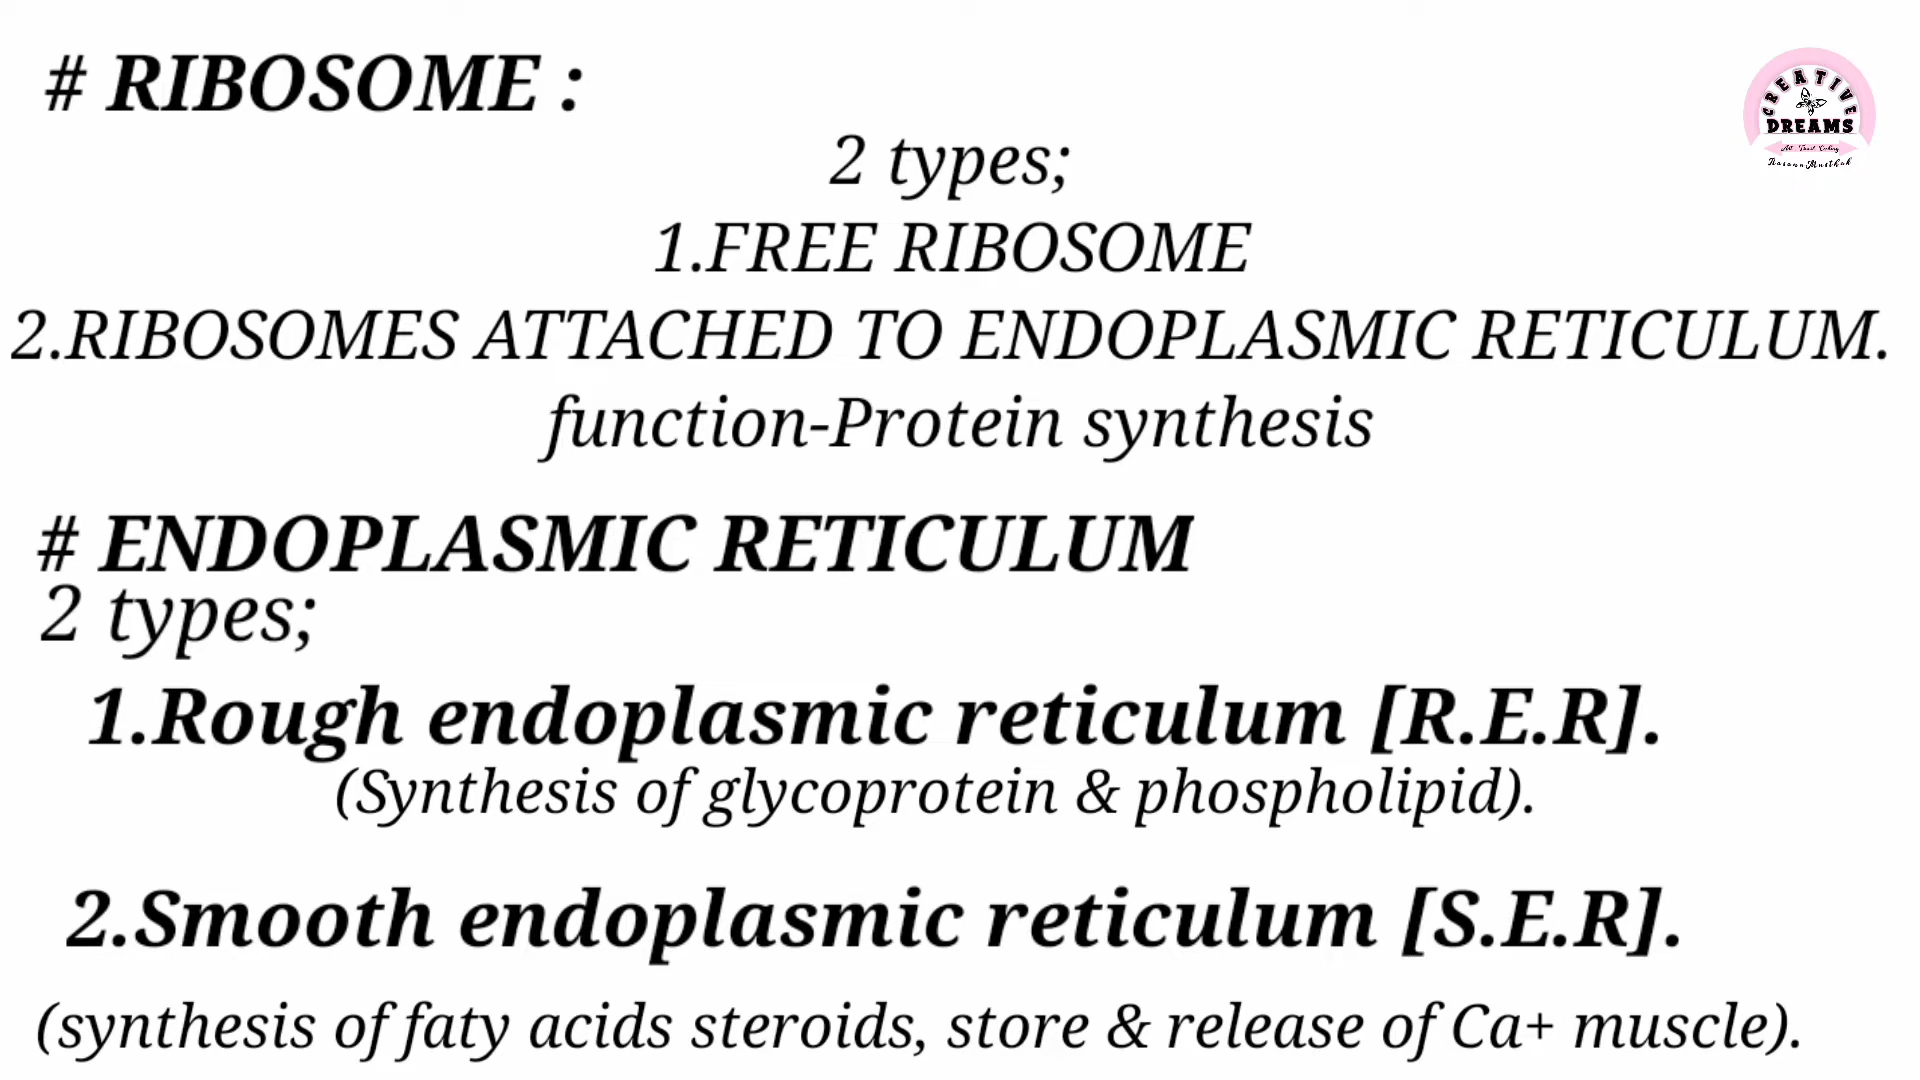 # RIBOSOME :
2 types;
1.FREE RIBOSOME
2.RIBOSOMES ATTACHED TO ENDOPLASMIC RETICULUM.
function-Protein synthesis
# ENDOPLASMIC RETICULUM
2 types;
1.Rough endoplasmic reticulum [R.E.R].
(Synthesis of glycoprotein & phospholipid).
2.Smooth endoplasmic reticulum [S.E.R].
(synthesis of faty acids steroids, store & release of Ca+ muscle).
CREATIVE
DREAMS